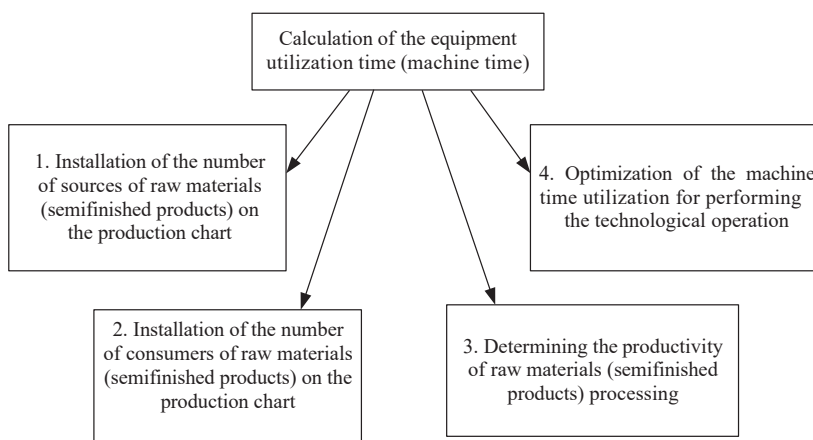 Calculation of the equipment
utilization time (machine time)
1. Installation of the number
of sources of raw materials
(semifinished products) on
the production chart
4. Optimization of the machine
time utilization for performing
the technological operation
2. Installation of the number
of consumers of raw materials
(semifinished products) on the
production chart
3. Determining the productivity
of raw materials (semifinished
products) processing